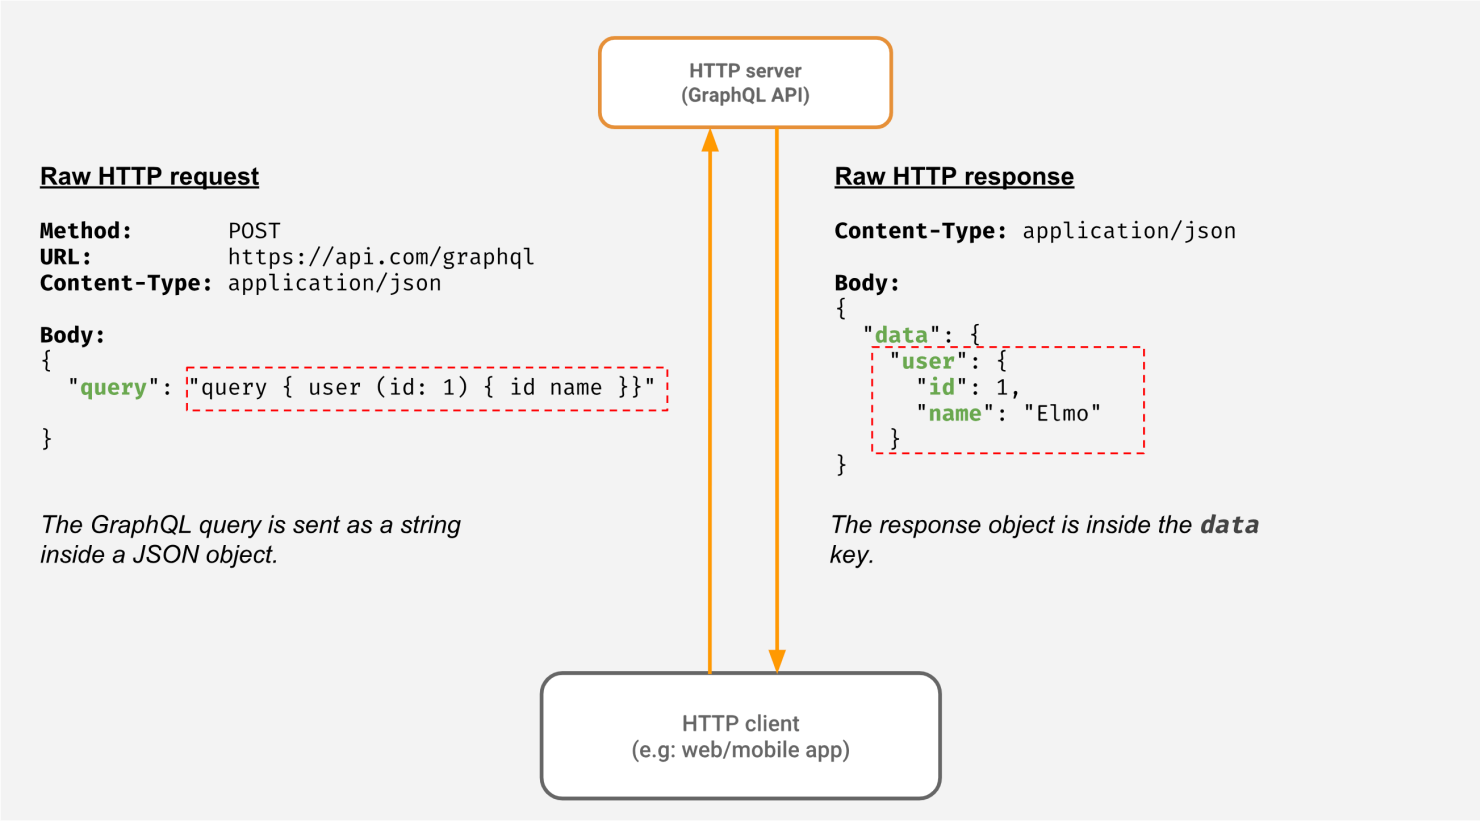 HTTP server
(GraphQL API)
Raw HTTP request
Method: POST
URL: https://api.com/graphql
Content-Type: application/json
Body:
{
"query": "query { user (id: 1) { id name }}"
}
The GraphQL query is sent as a string
inside a JSON object.
Raw HTTP response
Content-Type: application/json
Body:
{
"data": {
"user": {
"id": 1,
"name": "Elmo"
}
}
The response object is inside the data
key.
HTTP client
(e.g: web/mobile app)